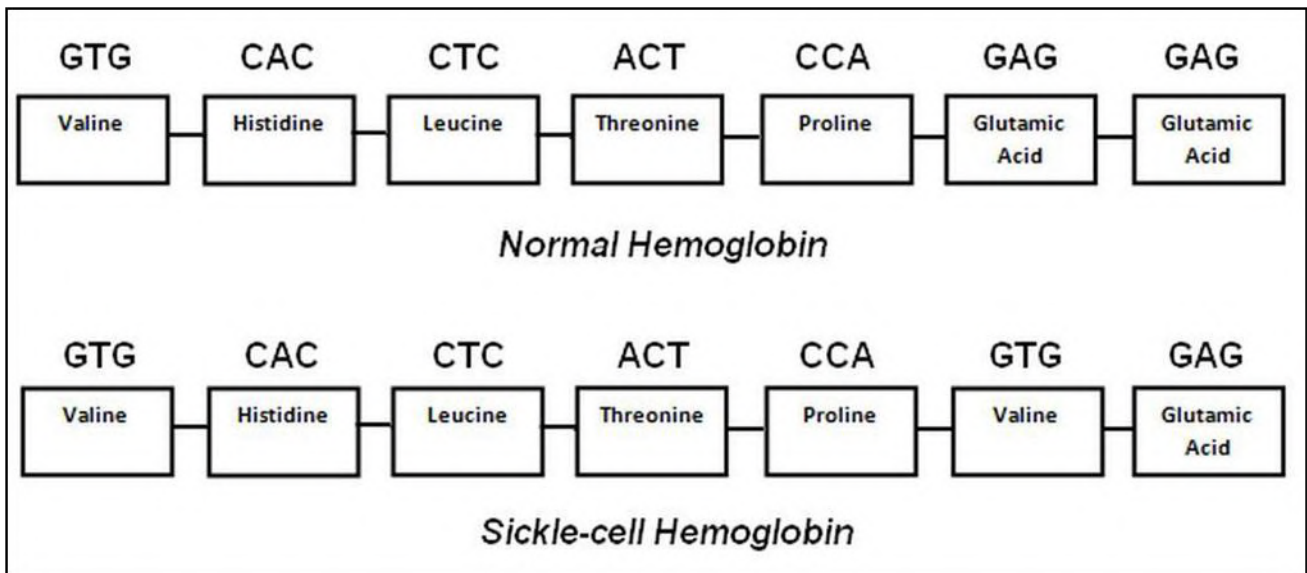 GTG CAC CTC ACT CCA GAG GAG
Valine Histidine Leucine Threonine Proline Glutamic Acid Glutamic Acid
Normal Hemoglobin
GTG CAC CTC ACT CCA GTG GAG
Valine Histidine Leucine Threonine Proline Valine Glutamic Acid
Sickle-cell Hemoglobin